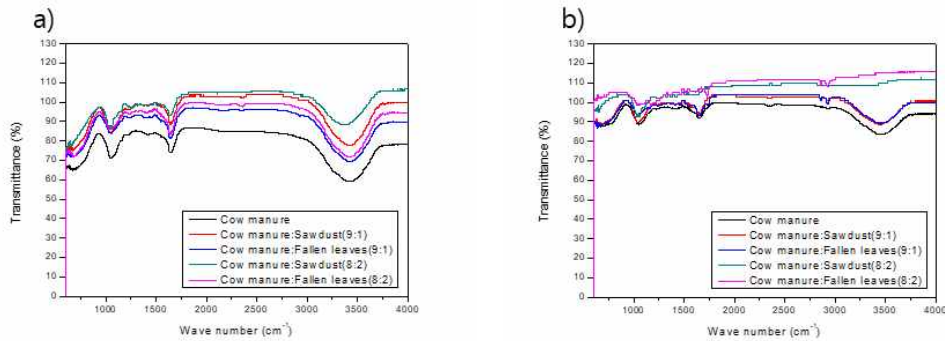 a)
130
120
110
100
90
80
70
60
50
40
30
20
10
0
Transmittance (%)
Cow manure
Cow manure:Sawdust(9:1)
Cow manure:Fallen leaves(9:1)
Cow manure:Sawdust(8:2)
Cow manure:Fallen leaves(8:2)
1000 1500 2000 2500 3000 3500 4000
Wave number (cm⁻¹)
b)
130
120
110
100
90
80
70
60
50
40
30
20
10
0
Transmittance (%)
Cow manure
Cow manure:Sawdust(9:1)
Cow manure:Fallen leaves(9:1)
Cow manure:Sawdust(8:2)
Cow manure:Fallen leaves(8:2)
1000 1500 2000 2500 3000 3500 4000
Wave number (cm⁻¹)